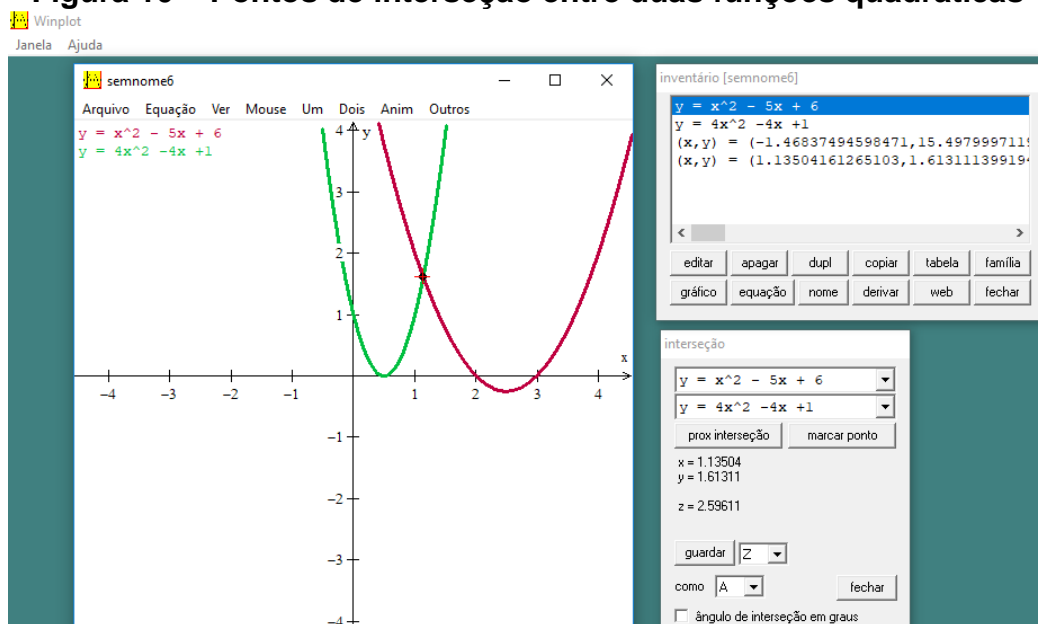 Figura 10 – Pontos de interseção entre duas funções quadráticas
Winplot
Janela Ajuda
semnome6
Arquivo Equação Ver Mouse Um Dois Anim Outros
y = x^2 - 5x + 6
y = 4x^2 -4x +1
y
4
3
2
1
x
-4 -3 -2 -1 1 2 3 4
-1
-2
-3
-4
inventário [semnome6]
y = x^2 - 5x + 6
y = 4x^2 -4x +1
(x,y) = (-1.46837494598471,15.4979997119
(x,y) = (1.13504161265103,1.613111399194
editar apagar dupl copiar tabela família
gráfico equação nome derivar web fechar
interseção
y = x^2 - 5x + 6
y = 4x^2 -4x +1
prox interseção marcar ponto
x = 1.13504
y = 1.61311
z = 2.59611
guardar Z
como A fechar
ângulo de interseção em graus